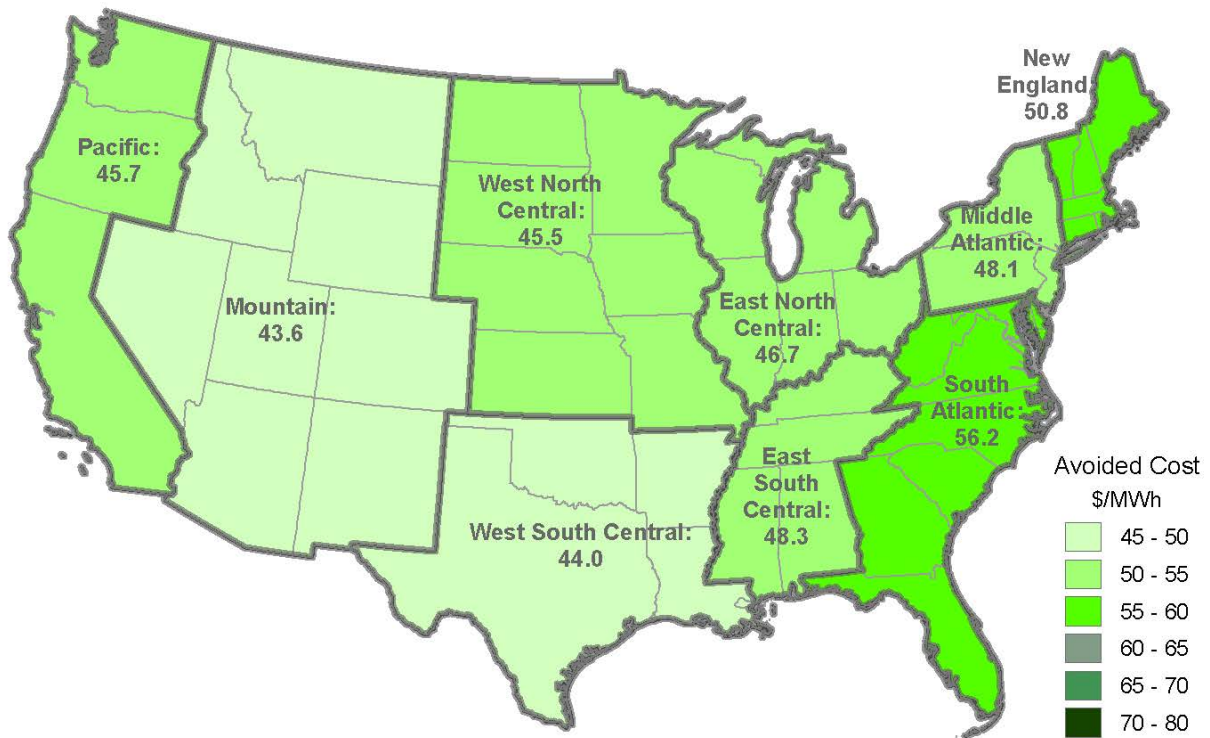 New
England
50.8
Pacific:
45.7
West North
Central:
45.5
Middle
Atlantic:
48.1
Mountain:
43.6
East North
Central:
46.7
South
Atlantic:
56.2
East
South
Central:
48.3
West South Central:
44.0
Avoided Cost
$/MWh
45 - 50
50 - 55
55 - 60
60 - 65
65 - 70
70 - 80